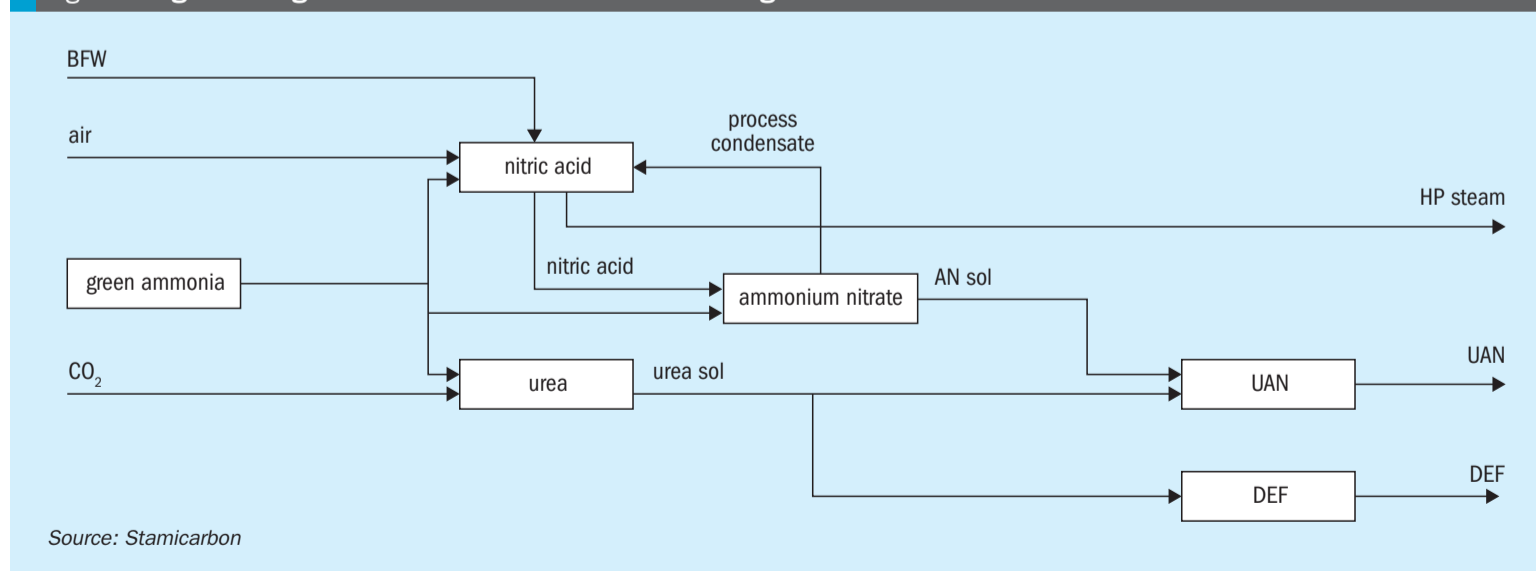 BFW
air
process
condensate
nitric acid
HP steam
nitric acid
green ammonia
AN sol
ammonium nitrate
CO2
urea sol
urea
UAN
UAN
DEF
DEF
Source: Stamicarbon